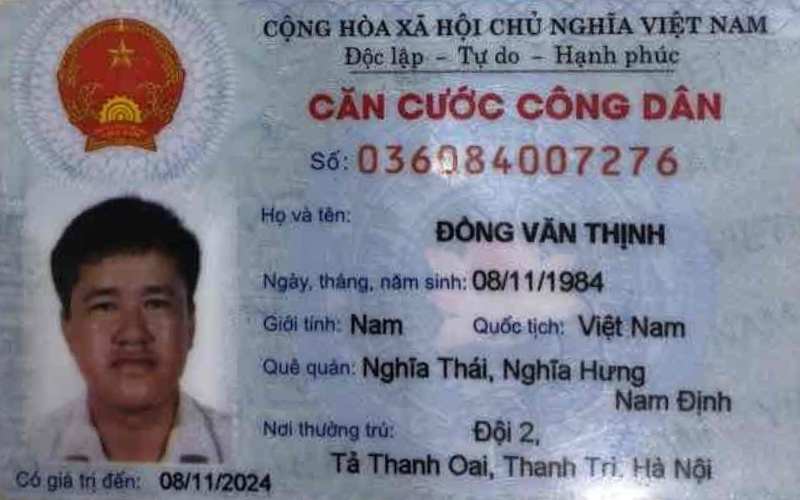 CỘNG HÒA XÃ HỘI CHỦ NGHĨA VIỆT NAM
Độc lập – Tự do – Hạnh phúc
CĂN CƯỚC CÔNG DÂN
Số: 036084007276
Họ và tên:
ĐỒNG VĂN THỊNH
Ngày, tháng, năm sinh: 08/11/1984
Giới tính: Nam Quốc tịch: Việt Nam
Quê quán: Nghĩa Thái, Nghĩa Hưng
Nam Định
Nơi thường trú: Đội 2,
Tả Thanh Oai, Thanh Trì, Hà Nội
Có giá trị đến: 08/11/2024